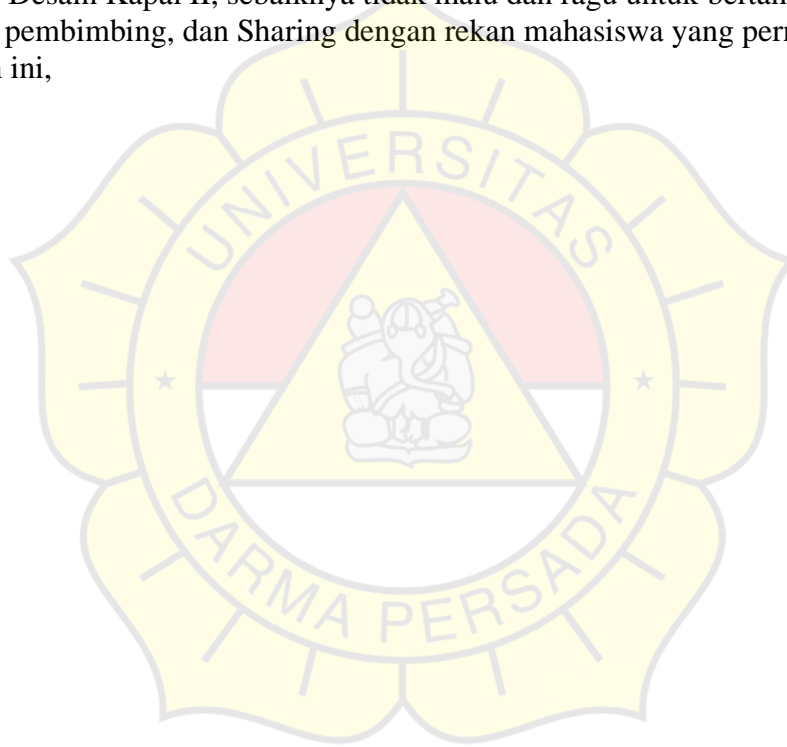 Desain Kapal II, sebaiknya tidak malu dan ragu untuk
pembimbing, dan Sharing dengan rekan mahasiswa yang
ini,
UNIVERSITAS
DARMA PERSADA